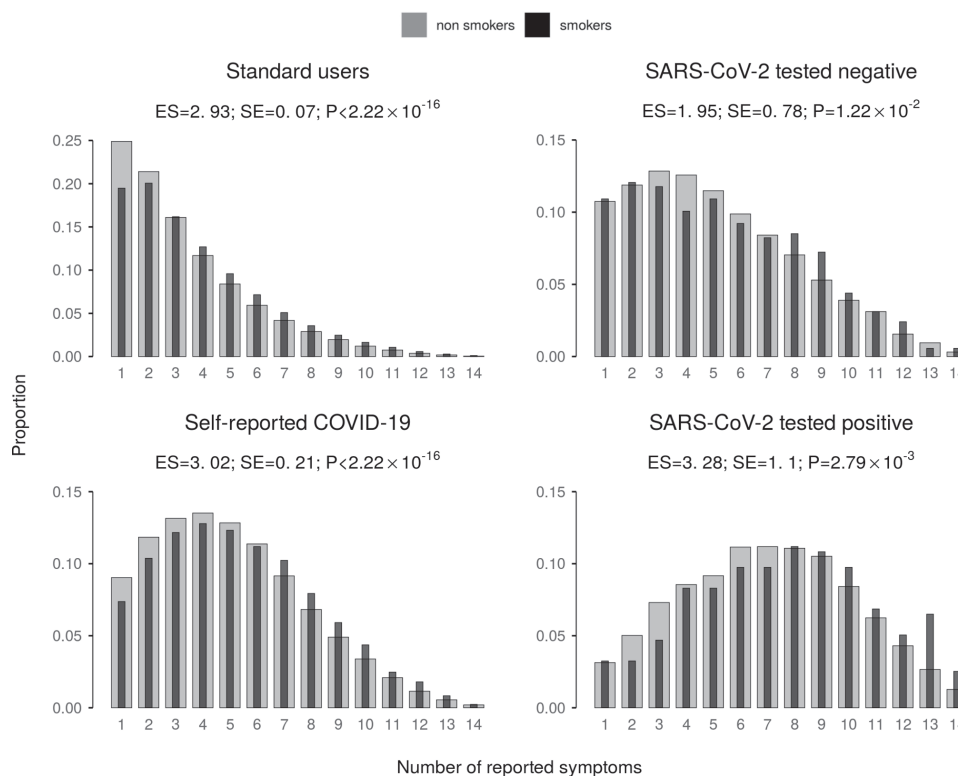 non smokers smokers
Standard users
ES=2. 93; SE=0. 07; P<2.22×10-16
0.25
0.20
0.15
0.10
0.05
0.00
1 2 3 4 5 6 7 8 9 10 11 12 13 14
SARS-CoV-2 tested negative
ES=1. 95; SE=0. 78; P=1.22×10-2
0.15
0.10
0.05
0.00
1 2 3 4 5 6 7 8 9 10 11 12 13 1
Proportion
Self-reported COVID-19
ES=3. 02; SE=0. 21; P<2.22×10-16
0.15
0.10
0.05
0.00
1 2 3 4 5 6 7 8 9 10 11 12 13 14
SARS-CoV-2 tested positive
ES=3. 28; SE=1. 1; P=2.79×10-3
0.15
0.10
0.05
0.00
1 2 3 4 5 6 7 8 9 10 11 12 13 1
Number of reported symptoms